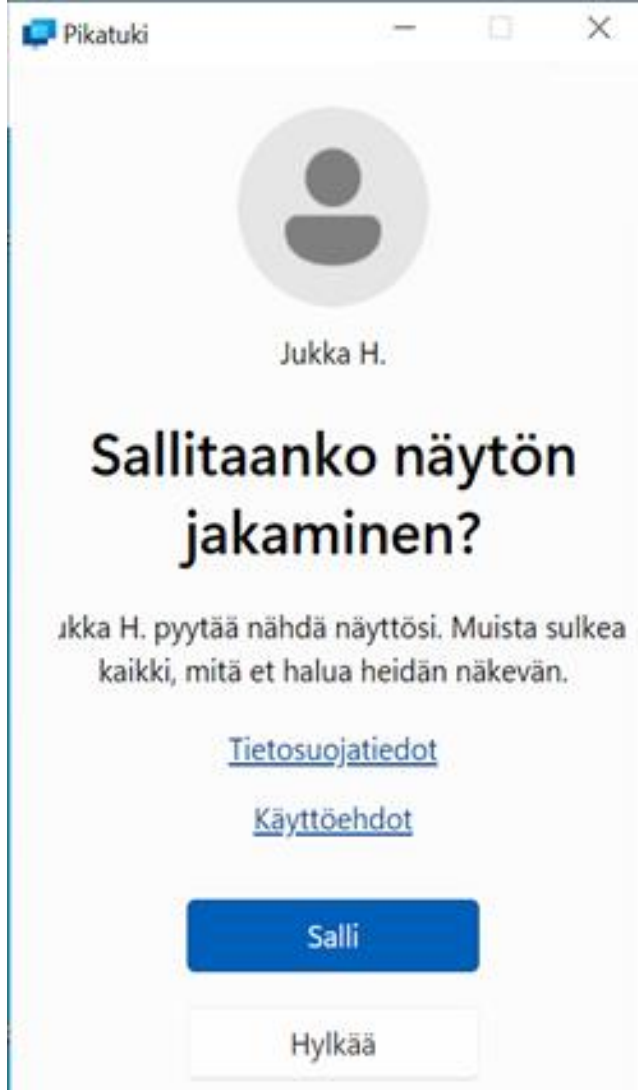 Pikatuki
Jukka H.
Sallitaanko näytön
jakaminen?
ukka H. pyytää nähdä näyttösi. Muista sulkea
kaikki, mitä et halua heidän näkevän.
Tietosuojatiedot
Käyttöehdot
Salli
Hylkää